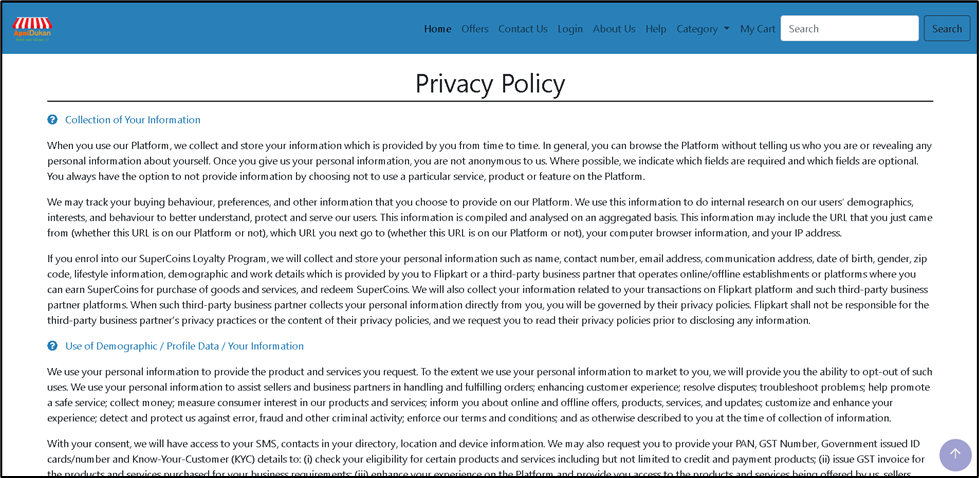 ApniDukan
Home Offers Contact Us Login About Us Help Category My Cart Search Search
Privacy Policy
Collection of Your Information
When you use our Platform, we collect and store your information which is provided by you from time to time. In general, you can browse the Platform without telling us who you are or revealing any
personal information about yourself. Once you give us your personal information, you are not anonymous to us. Where possible, we indicate which fields are required and which fields are optional.
You always have the option to not provide information by choosing not to use a particular service, product or feature on the Platform.
We may track your buying behaviour, preferences, and other information that you choose to provide on our Platform. We use this information to do internal research on our users' demographics,
interests, and behaviour to better understand, protect and serve our users. This information is compiled and analysed on an aggregated basis. This information may include the URL that you just came
from (whether this URL is on our Platform or not), which URL you next go to (whether this URL is on our Platform or not), your computer browser information, and your IP address.
If you enrol into our SuperCoins Loyalty Program, we will collect and store your personal information such as name, contact number, email address, communication address, date of birth, gender, zip
code, lifestyle information, demographic and work details which is provided by you to Flipkart or a third-party business partner that operates online/offline establishments or platforms where you
can earn SuperCoins for purchase of goods and services, and redeem SuperCoins. We will also collect your information related to your transactions on Flipkart platform and such third-party business
partner platforms. When such third-party business partner collects your personal information directly from you, you will be governed by their privacy policies. Flipkart shall not be responsible for the
third-party business partner's privacy practices or the content of their privacy policies, and we request you to read their privacy policies prior to disclosing any information.
Use of Demographic / Profile Data / Your Information
We use your personal information to provide the product and services you request. To the extent we use your personal information to market to you, we will provide you the ability to opt-out of such
uses. We use your personal information to assist sellers and business partners in handling and fulfilling orders; enhancing customer experience; resolve disputes; troubleshoot problems; help promote
a safe service; collect money; measure consumer interest in our products and services; inform you about online and offline offers, products, services, and updates; customize and enhance your
experience; detect and protect us against error, fraud and other criminal activity; enforce our terms and conditions; and as otherwise described to you at the time of collection of information.
With your consent, we will have access to your SMS, contacts in your directory, location and device information. We may also request you to provide your PAN, GST Number, Government issued ID
cards/number and Know-Your-Customer (KYC) details to: (i) check your eligibility for certain products and services including but not limited to credit and payment products; (ii) issue GST invoice for
the products and services purchased for your business requirements; (iii) enhance your experience on the Platform and provide you access to the products and services being offered by us, sellers